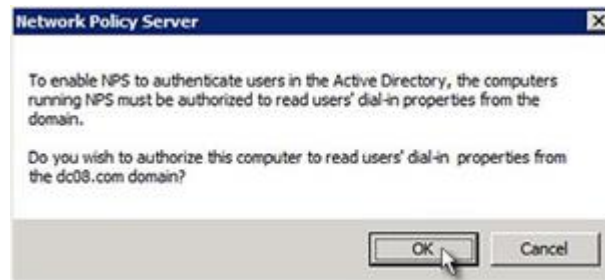 Network Policy Server
To enable NPS to authenticate users in the Active Directory, the computers
running NPS must be authorized to read users' dial-in properties from the
domain.
Do you wish to authorize this computer to read users' dial-in properties from
the dc08.com domain?
OK
Cancel